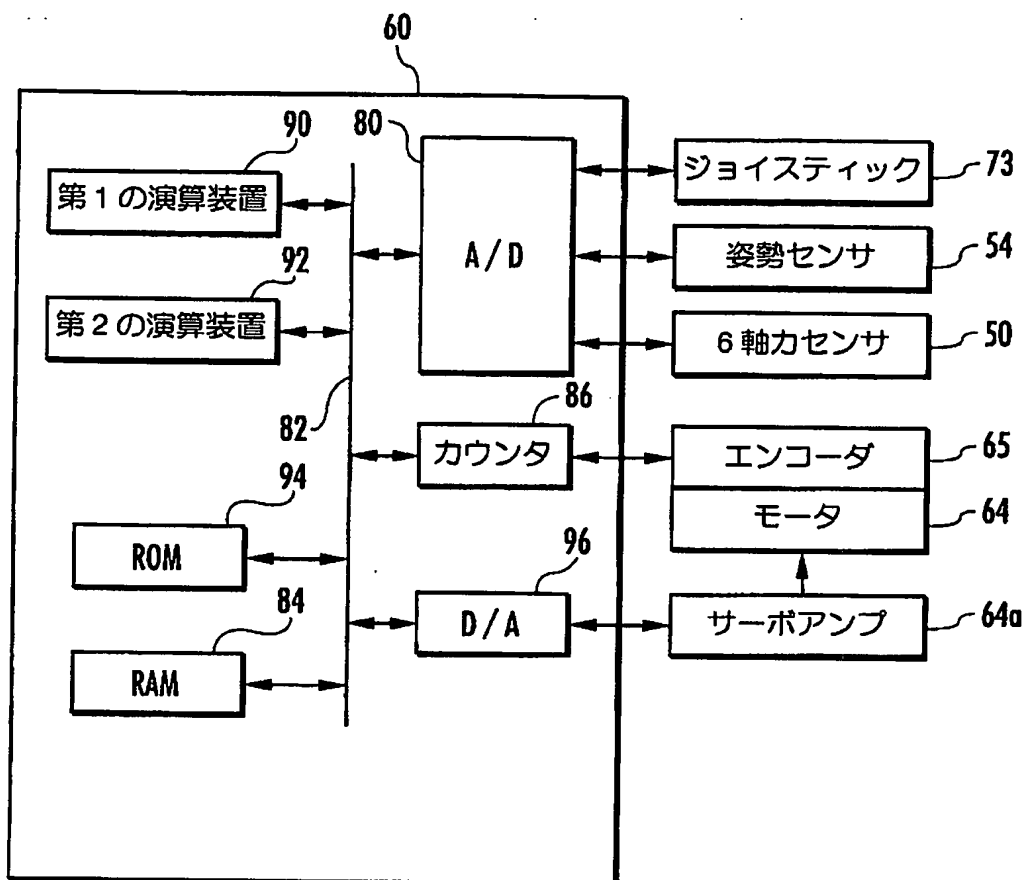 60
90
80
第1の演算装置
A/D
ジョイスティック
73
92
姿勢センサ
54
第2の演算装置
6軸力センサ
50
82
86
カウンタ
エンコーダ
65
94
モータ
64
ROM
96
84
D/A
サーボアンプ
64a
RAM